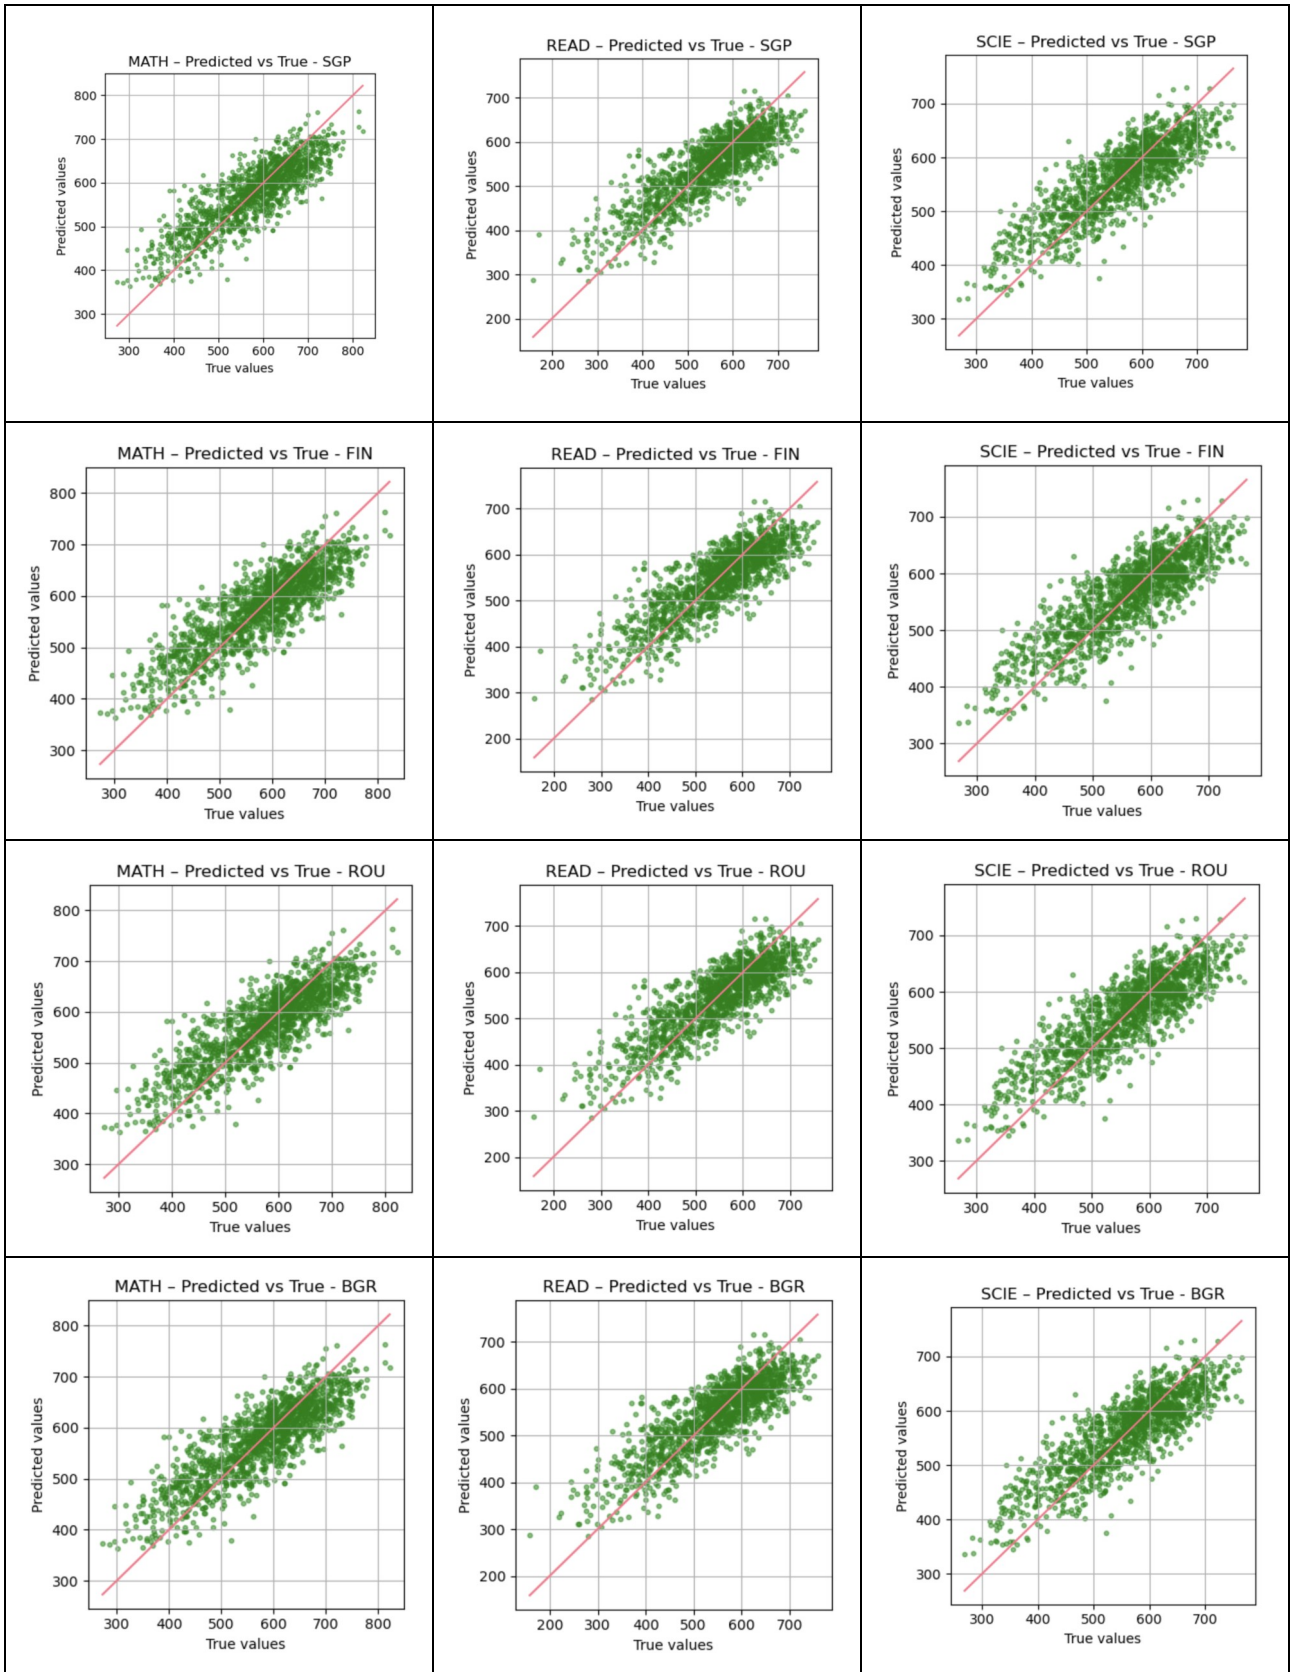 MATH – Predicted vs True - SGP
800
700
600
500
400
300
Predicted values
300 400 500 600 700 800
True values
READ – Predicted vs True - SGP
700
600
500
400
300
200
Predicted values
200 300 400 500 600 700
True values
SCIE – Predicted vs True - SGP
700
600
500
400
300
Predicted values
300 400 500 600 700
True values
MATH – Predicted vs True - FIN
800
700
600
500
400
300
Predicted values
300 400 500 600 700 800
True values
READ – Predicted vs True - FIN
700
600
500
400
300
200
Predicted values
200 300 400 500 600 700
True values
SCIE – Predicted vs True - FIN
700
600
500
400
300
Predicted values
300 400 500 600 700
True values
MATH – Predicted vs True - ROU
800
700
600
500
400
300
Predicted values
300 400 500 600 700 800
True values
READ – Predicted vs True - ROU
700
600
500
400
300
200
Predicted values
200 300 400 500 600 700
True values
SCIE – Predicted vs True - ROU
700
600
500
400
300
Predicted values
300 400 500 600 700
True values
MATH – Predicted vs True - BGR
800
700
600
500
400
300
Predicted values
300 400 500 600 700 800
True values
READ – Predicted vs True - BGR
700
600
500
400
300
200
Predicted values
200 300 400 500 600 700
True values
SCIE – Predicted vs True - BGR
700
600
500
400
300
Predicted values
300 400 500 600 700
True values